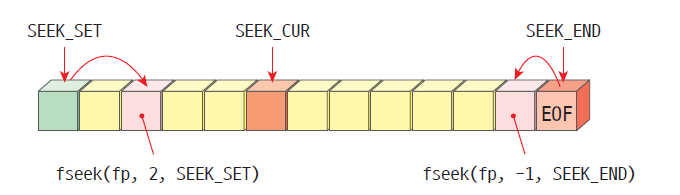 SEEK_SET SEEK_CUR SEEK_END
EOF
fseek(fp, 2, SEEK_SET) fseek(fp, -1, SEEK_END)